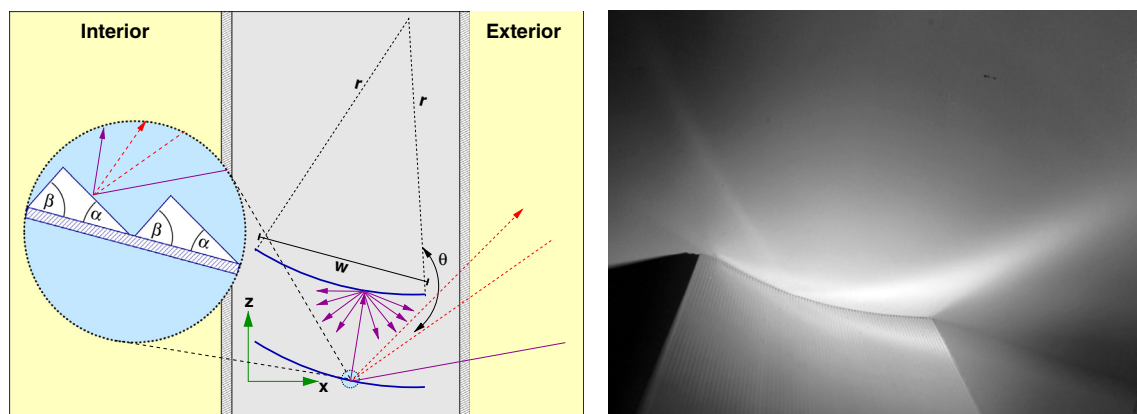 Interior
Exterior
r
r
β
α
β
α
w
θ
z
x